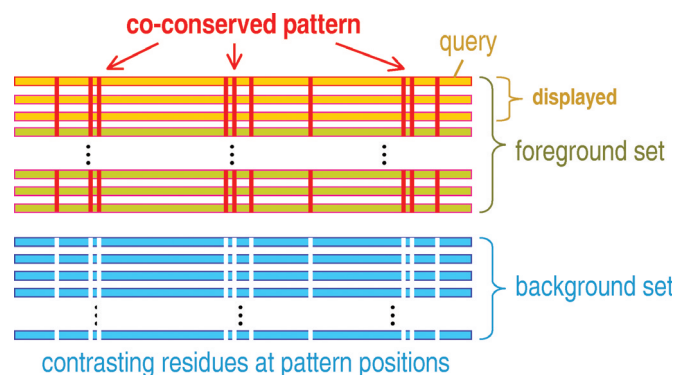 co-conserved pattern
query
displayed
foreground set
background set
contrasting residues at pattern positions